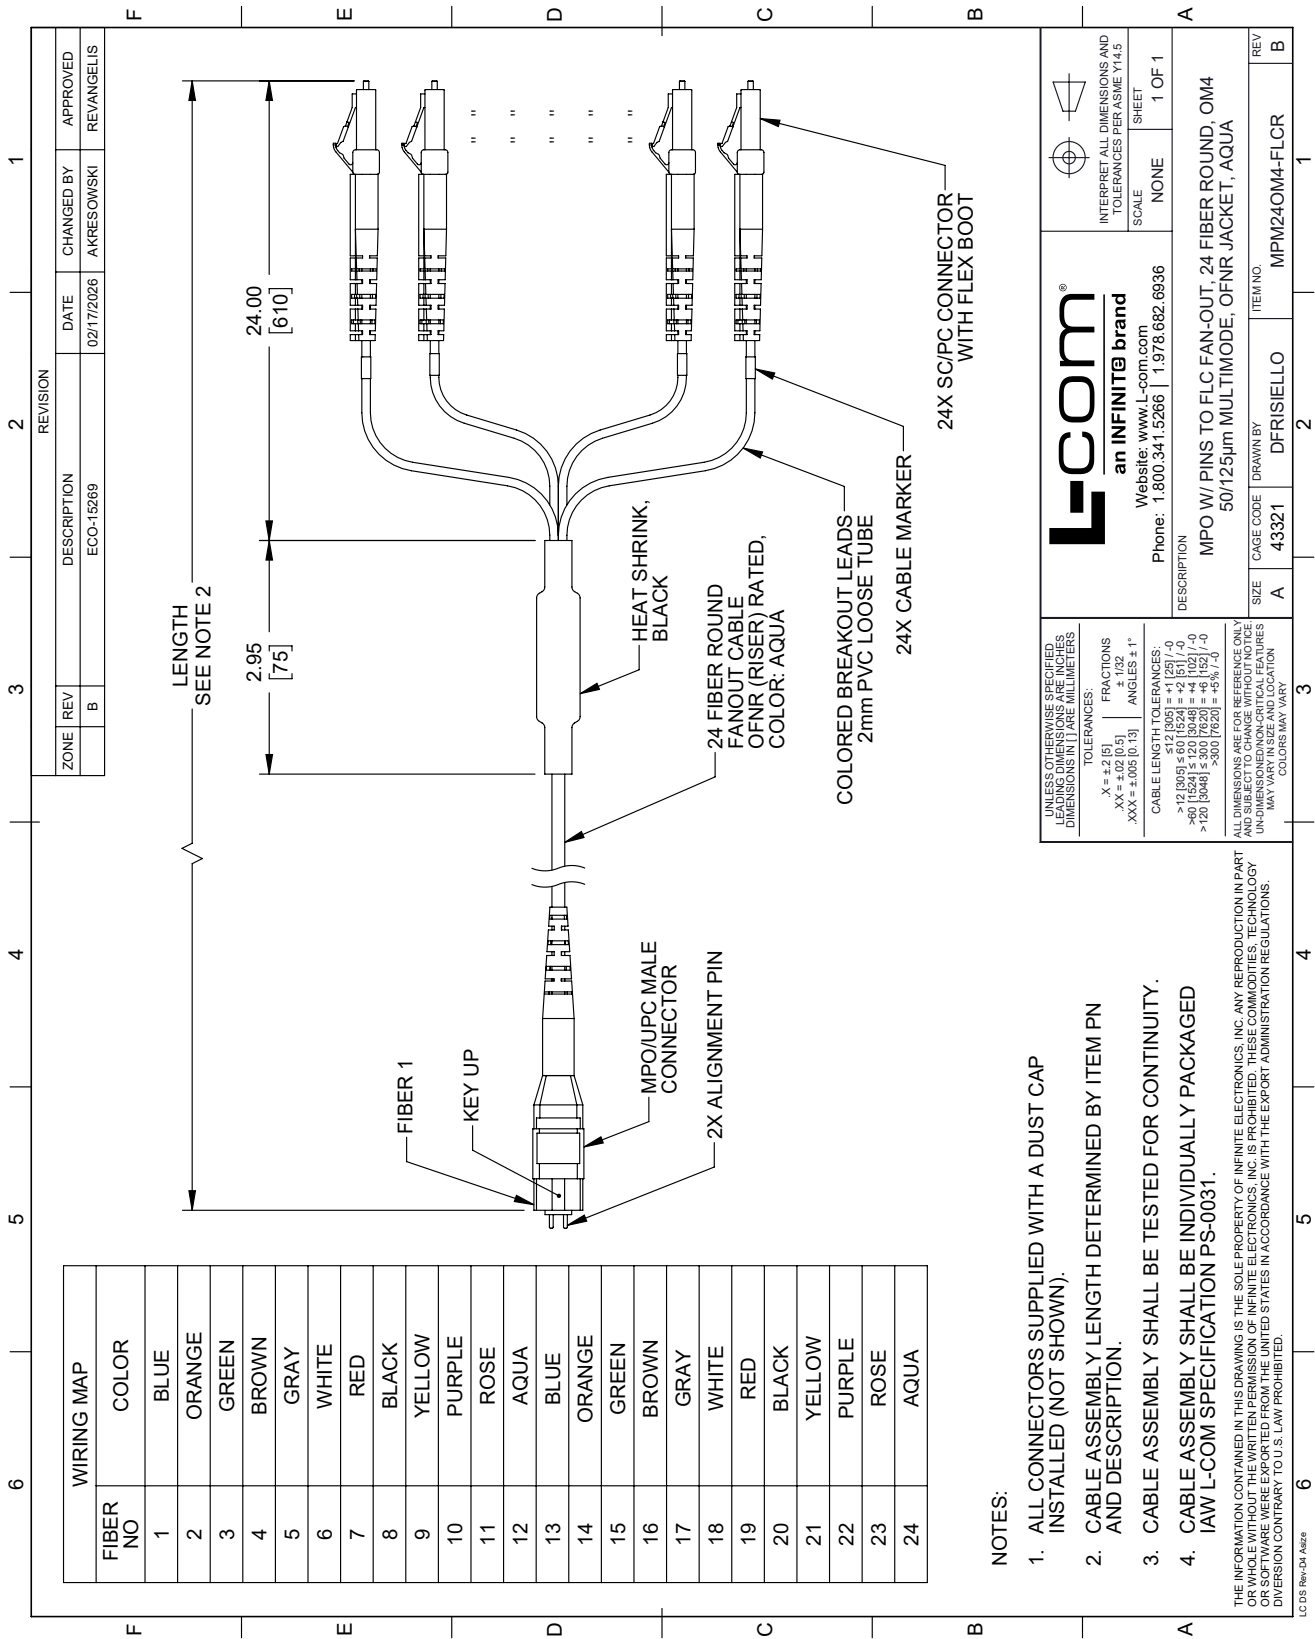 REVISION
ZONE REV DESCRIPTION DATE CHANGED BY APPROVED
B ECO-15269 02/17/2026 AKRESOWSKI REVANGELIS
6 5 4 3 2 1
F
E
D
C
B
A
WIRING MAP
FIBER NO COLOR
1 BLUE
2 ORANGE
3 GREEN
4 BROWN
5 GRAY
6 WHITE
7 RED
8 BLACK
9 YELLOW
10 PURPLE
11 ROSE
12 AQUA
13 BLUE
14 ORANGE
15 GREEN
16 BROWN
17 GRAY
18 WHITE
19 RED
20 BLACK
21 YELLOW
22 PURPLE
23 ROSE
24 AQUA
LENGTH
SEE NOTE 2
2.95
[75]
24.00
[610]
FIBER 1
KEY UP
MPO/UPC MALE
CONNECTOR
2X ALIGNMENT PIN
HEAT SHRINK,
BLACK
24 FIBER ROUND
FANOUT CABLE
OFNR (RISER) RATED,
COLOR: AQUA
COLORED BREAKOUT LEADS
2mm PVC LOOSE TUBE
24X CABLE MARKER
24X SC/PC CONNECTOR
WITH FLEX BOOT
" "
" "
" "
" "
" "
NOTES:
1. ALL CONNECTORS SUPPLIED WITH A DUST CAP
INSTALLED (NOT SHOWN).
2. CABLE ASSEMBLY LENGTH DETERMINED BY ITEM PN
AND DESCRIPTION.
3. CABLE ASSEMBLY SHALL BE TESTED FOR CONTINUITY.
4. CABLE ASSEMBLY SHALL BE INDIVIDUALLY PACKAGED
IAW L-COM SPECIFICATION PS-0031.
THE INFORMATION CONTAINED IN THIS DRAWING IS THE SOLE PROPERTY OF INFINITE ELECTRONICS, INC. ANY REPRODUCTION IN PART
OR WHOLE WITHOUT THE WRITTEN PERMISSION OF INFINITE ELECTRONICS, INC. IS PROHIBITED. THESE COMMODITIES, TECHNOLOGY
OR SOFTWARE WERE EXPORTED FROM THE UNITED STATES IN ACCORDANCE WITH THE EXPORT ADMINISTRATION REGULATIONS.
DIVERSION CONTRARY TO U.S. LAW PROHIBITED.
UNLESS OTHERWISE SPECIFIED
LEADING DIMENSIONS ARE INCHES
DIMENSIONS IN [ ] ARE MILLIMETERS
TOLERANCES:
.X = ±.2 [5] FRACTIONS
.XX = ±.02 [0.5] ± 1/32
.XXX = ±.005 [0.13] ANGLES ± 1°
CABLE LENGTH TOLERANCES:
≤12 [305] = +1 [25] / -0
>12 [305] ≤ 60 [1524] = +2 [51] / -0
>60 [1524] ≤ 120 [3048] = +4 [102] / -0
>120 [3048] ≤ 300 [7620] = +6 [152] / -0
>300 [7620] = +5% / -0
ALL DIMENSIONS ARE FOR REFERENCE ONLY
AND SUBJECT TO CHANGE WITHOUT NOTICE.
UN-DIMENSIONED/NON-CRITICAL FEATURES
MAY VARY IN SIZE AND LOCATION
COLORS MAY VARY
L-com®
an INFINITE brand
Website: www.L-com.com
Phone: 1.800.341.5266 | 1.978.682.6936
INTERPRET ALL DIMENSIONS AND
TOLERANCES PER ASME Y14.5
SCALE NONE
SHEET 1 OF 1
DESCRIPTION
MPO W/ PINS TO FLC FAN-OUT, 24 FIBER ROUND, OM4
50/125µm MULTIMODE, OFNR JACKET, AQUA
SIZE A
CAGE CODE 43321
DRAWN BY DFRISIELLO
ITEM NO. MPM24OM4-FLCR
REV B
6 5 4 3 2 1
F
E
D
C
B
A
LC DS Rev-D4 Asize